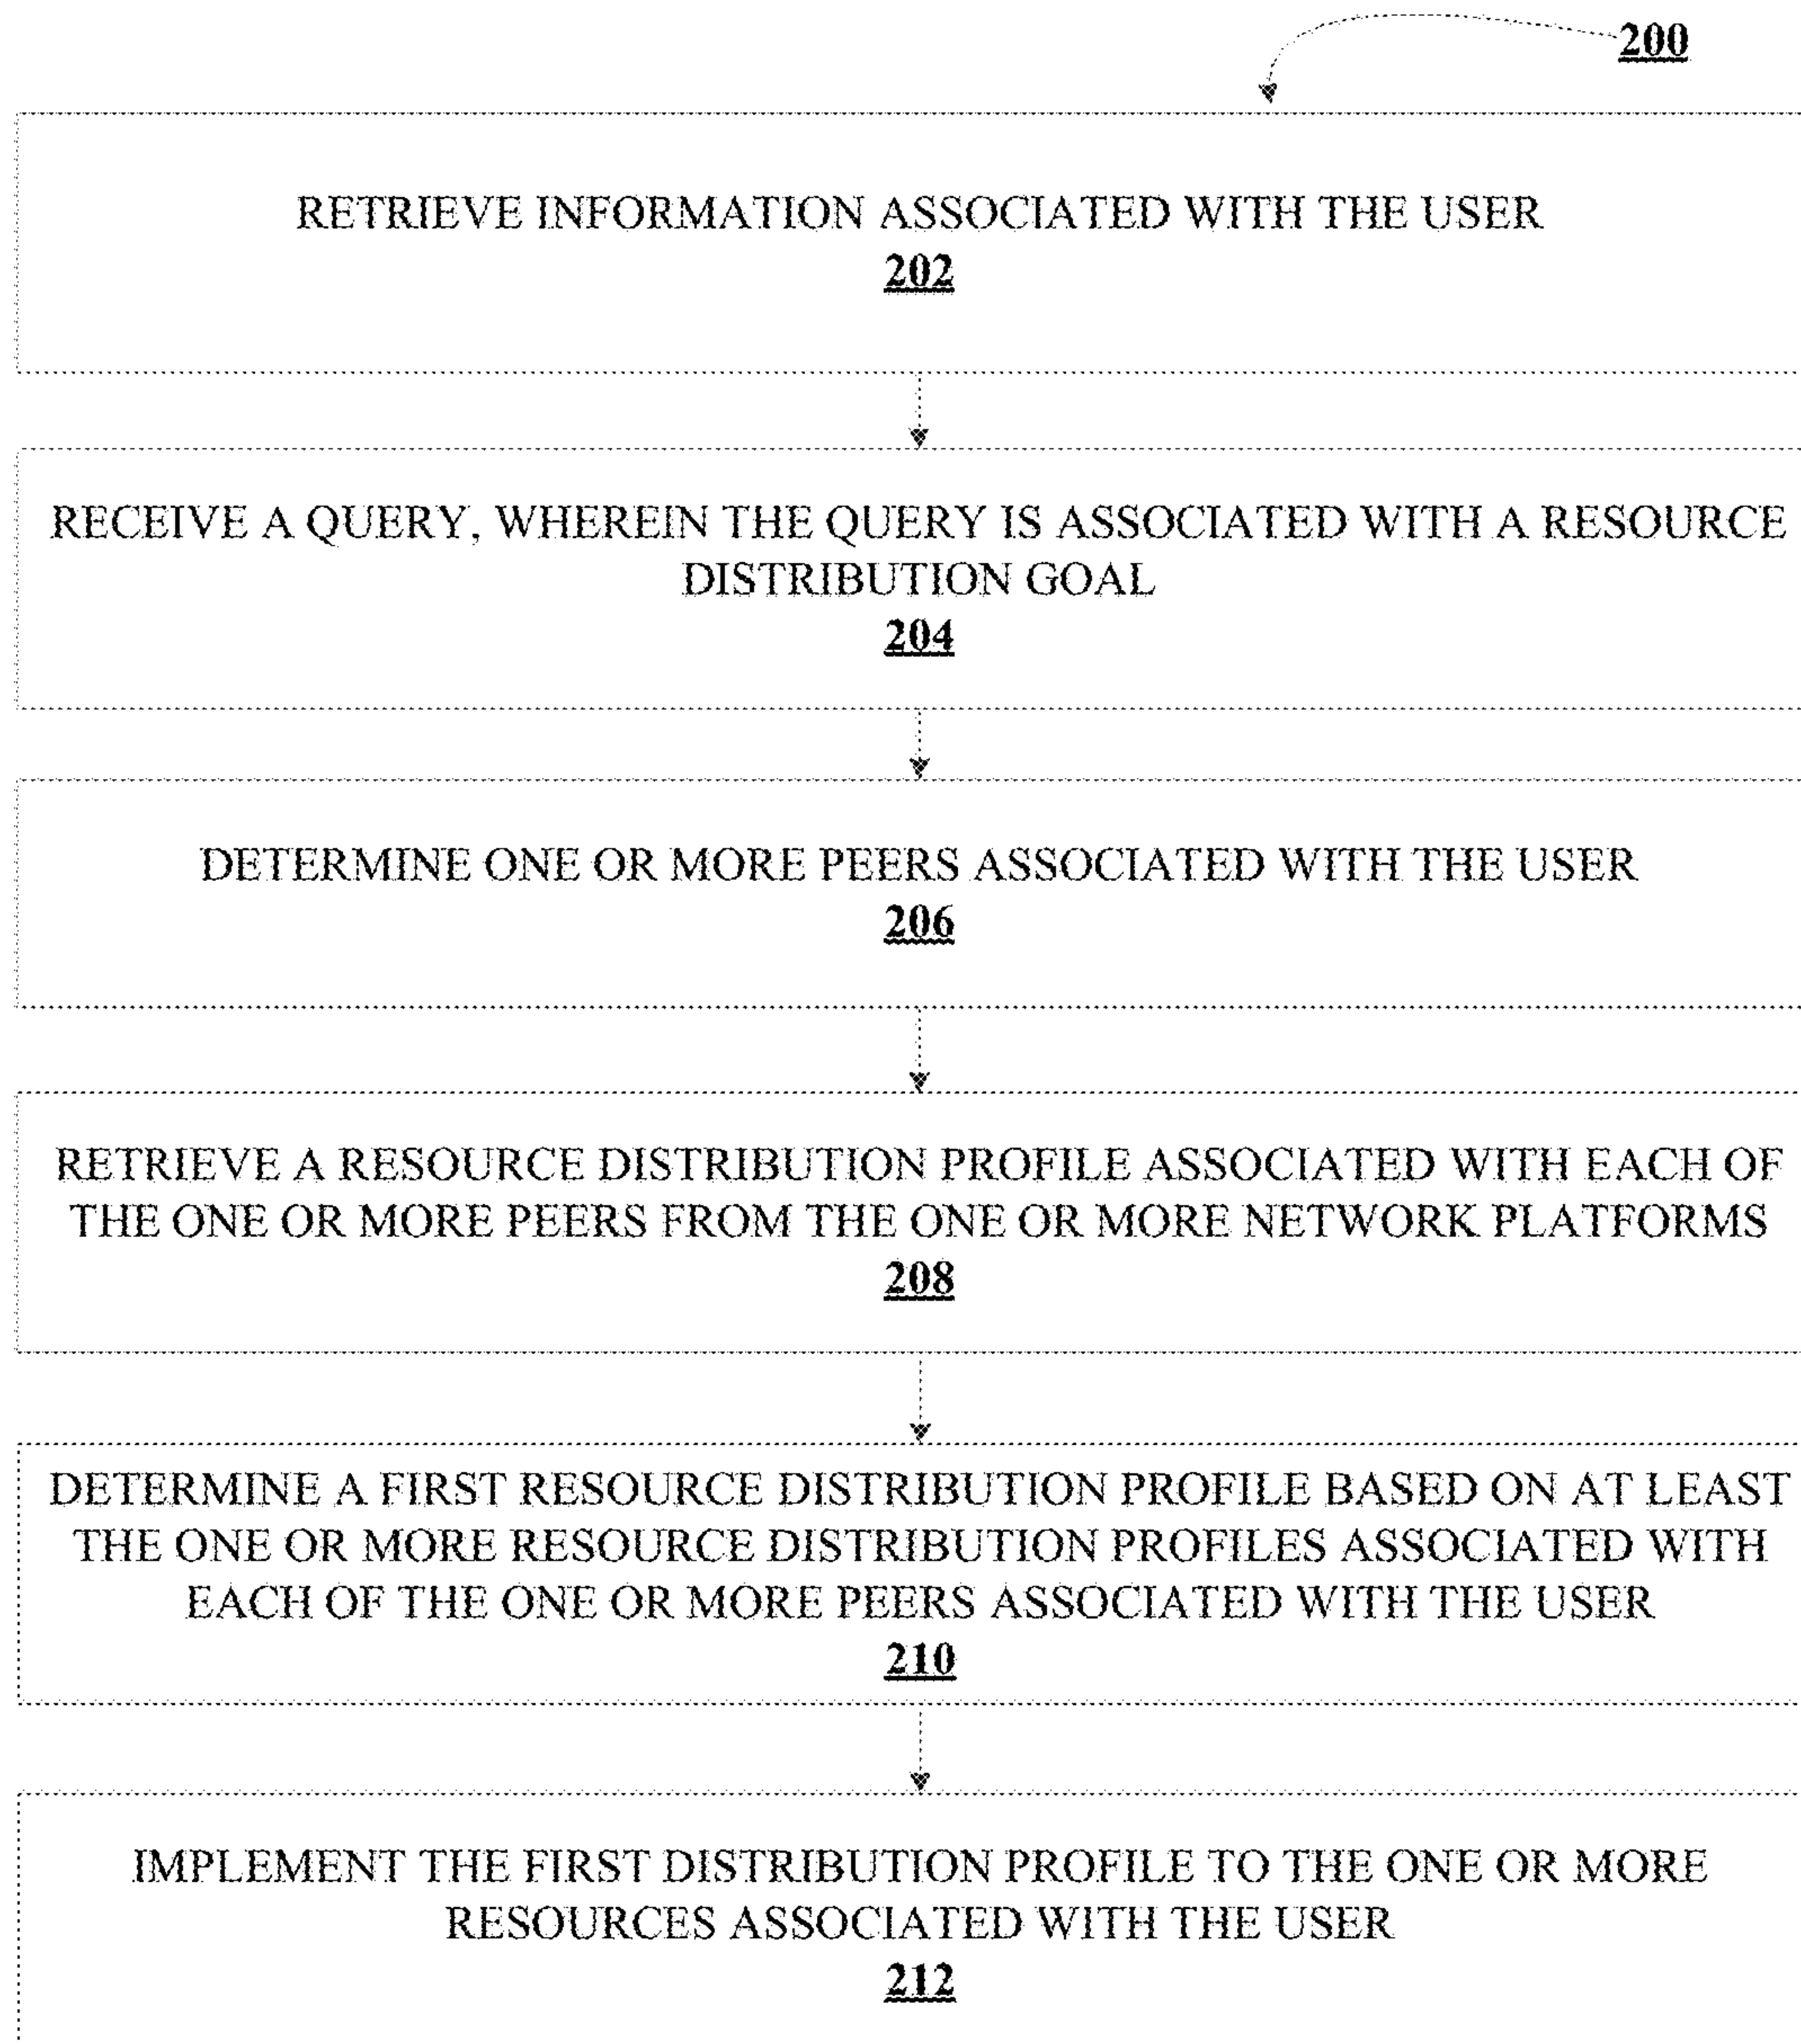 200
RETRIEVE INFORMATION ASSOCIATED WITH THE USER
202
RECEIVE A QUERY, WHEREIN THE QUERY IS ASSOCIATED WITH A RESOURCE
DISTRIBUTION GOAL
204
DETERMINE ONE OR MORE PEERS ASSOCIATED WITH THE USER
206
RETRIEVE A RESOURCE DISTRIBUTION PROFILE ASSOCIATED WITH EACH OF
THE ONE OR MORE PEERS FROM THE ONE OR MORE NETWORK PLATFORMS
208
DETERMINE A FIRST RESOURCE DISTRIBUTION PROFILE BASED ON AT LEAST
THE ONE OR MORE RESOURCE DISTRIBUTION PROFILES ASSOCIATED WITH
EACH OF THE ONE OR MORE PEERS ASSOCIATED WITH THE USER
210
IMPLEMENT THE FIRST DISTRIBUTION PROFILE TO THE ONE OR MORE
RESOURCES ASSOCIATED WITH THE USER
212